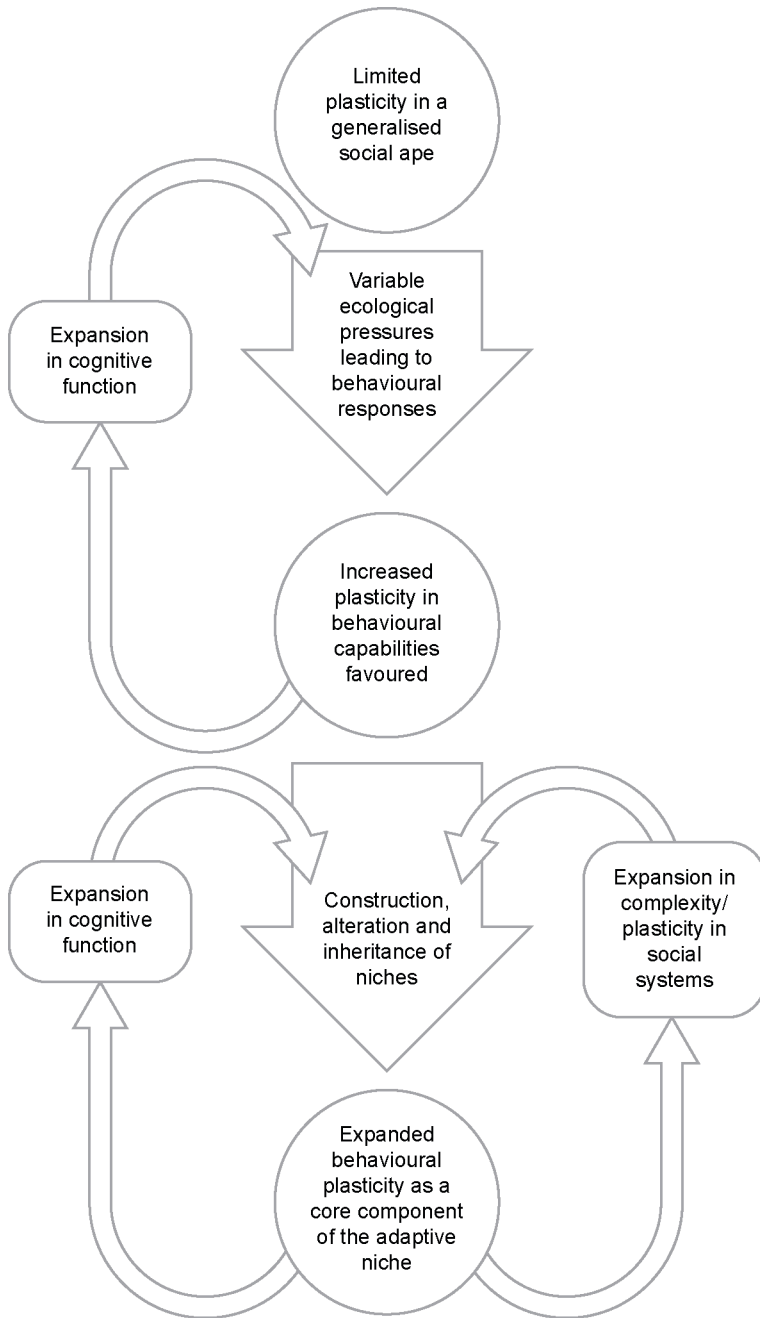 Limited
plasticity in a
generalised
social ape
Variable
ecological
pressures
leading to
behavioural
responses
Expansion
in cognitive
function
Increased
plasticity in
behavioural
capabilities
favoured
Expansion
in cognitive
function
Construction,
alteration and
inheritance of
niches
Expansion in
complexity/
plasticity in
social
systems
Expanded
behavioural
plasticity as a
core component
of the adaptive
niche